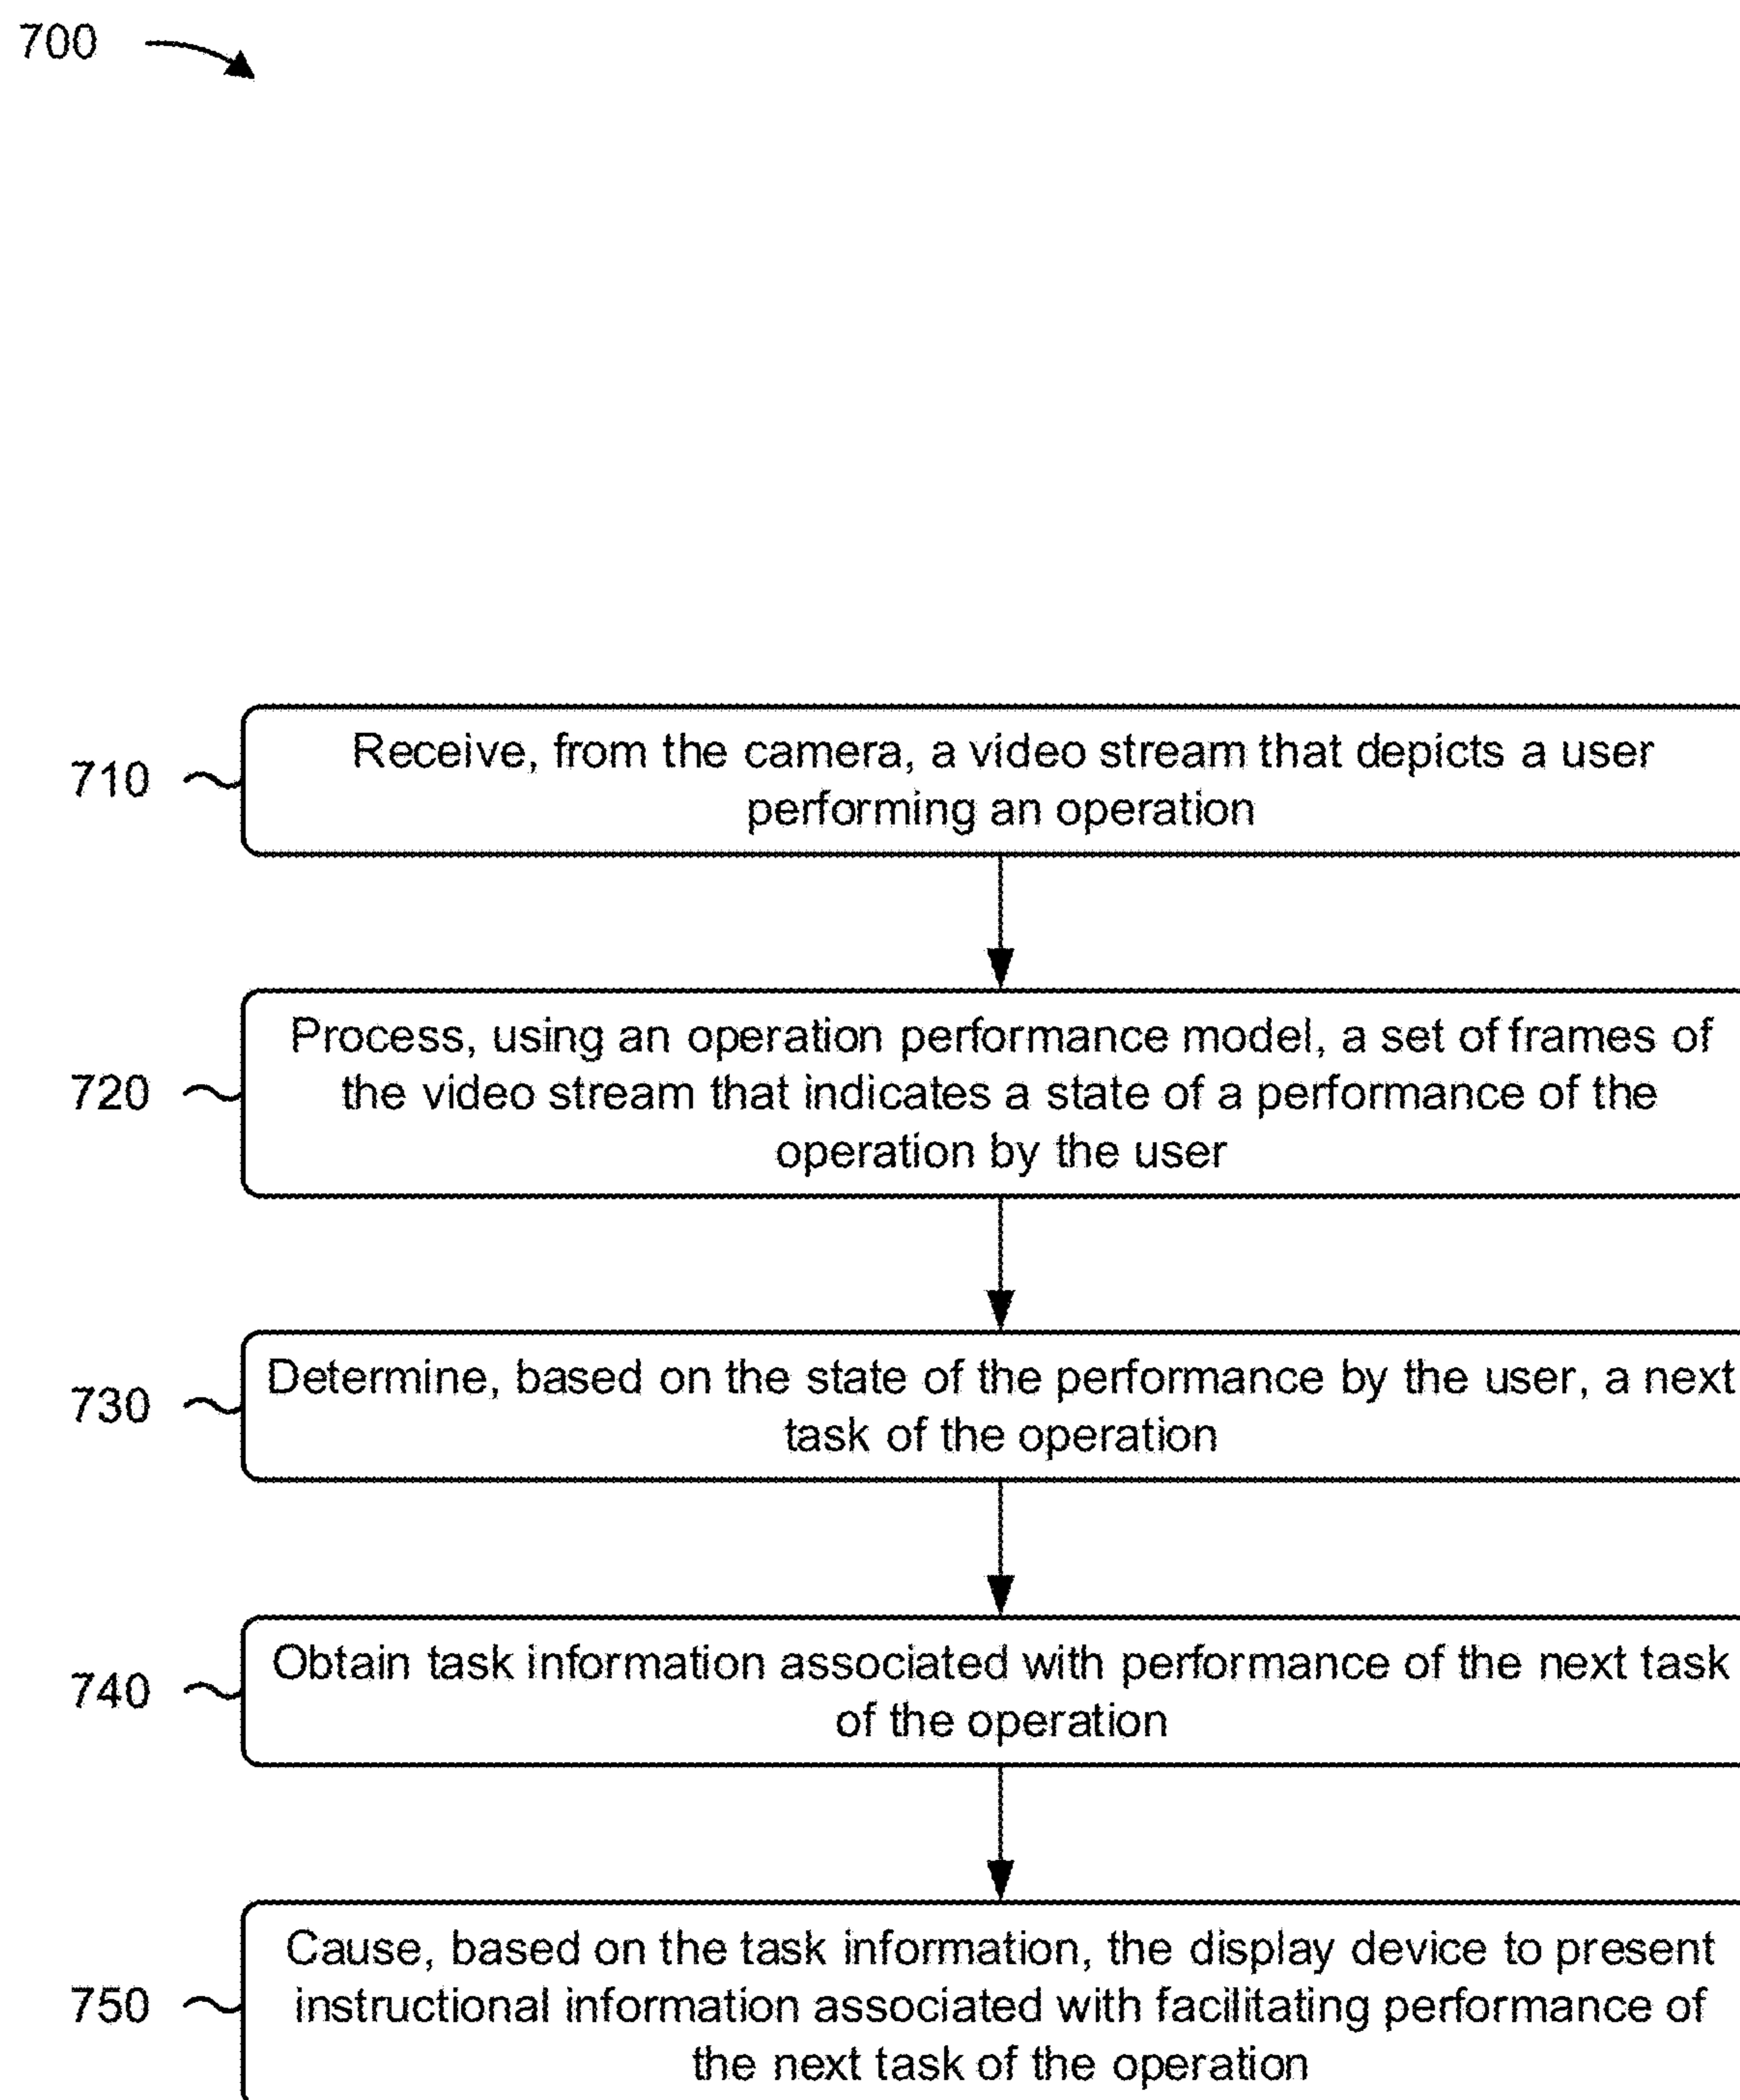 700
710
Receive, from the camera, a video stream that depicts a user
performing an operation
720
Process, using an operation performance model, a set of frames of
the video stream that indicates a state of a performance of the
operation by the user
730
Determine, based on the state of the performance by the user, a next
task of the operation
740
Obtain task information associated with performance of the next task
of the operation
750
Cause, based on the task information, the display device to present
instructional information associated with facilitating performance of
the next task of the operation